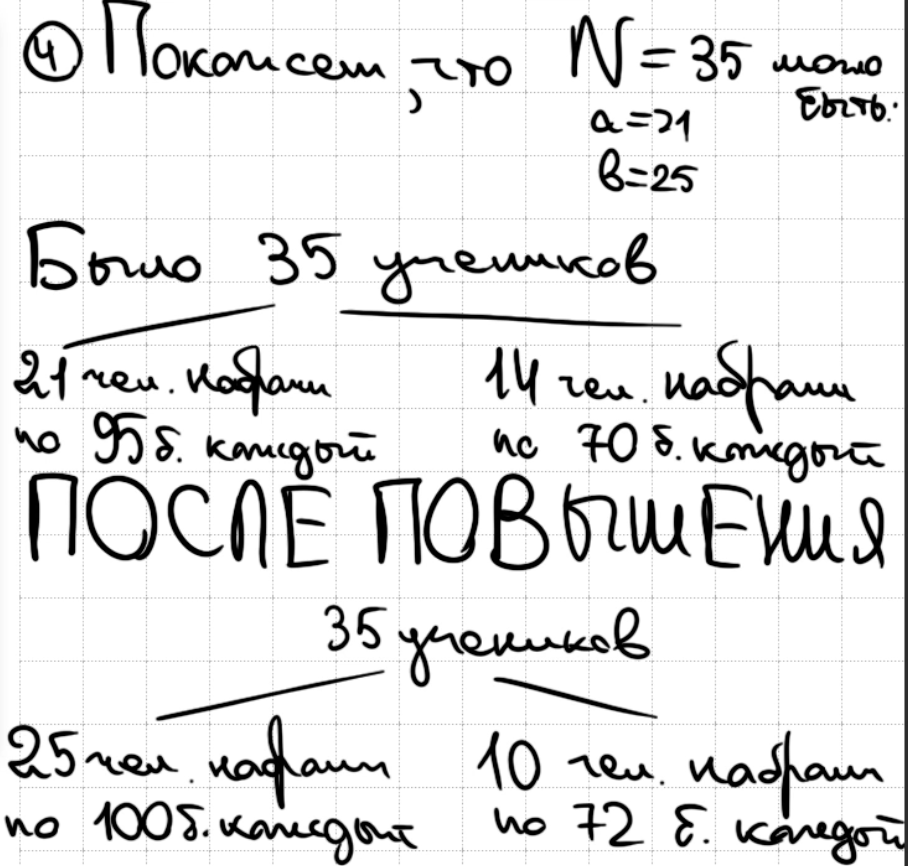 ④ Покажем, что N = 35 може
быть:
a = 21
b = 25
Было 35 учеников
21 чел. набрали 14 чел. набрали
по 95 б. каждый по 70 б. каждый
ПОСЛЕ ПОВЫШЕНИЯ
35 учеников
25 чел. набрали 10 чел. набрали
по 100 б. каждый по 72 б. каждый